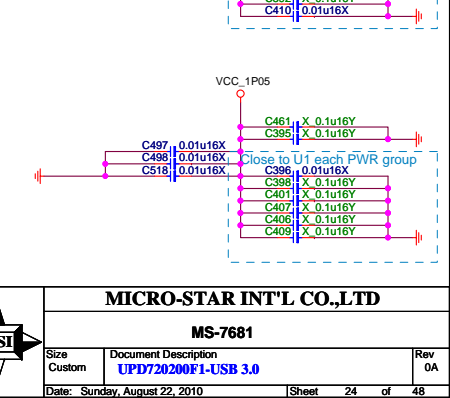 C410 0.01u16X
VCC_1P05
C461 X_0.1u16Y
C395 X_0.1u16Y
C497 0.01u16X
C498 0.01u16X
C518 0.01u16X
Close to U1 each PWR group
C396 0.01u16X
C398 X_0.1u16Y
C401 X_0.1u16Y
C407 X_0.1u16Y
C406 X_0.1u16Y
C409 X_0.1u16Y
MICRO-STAR INT'L CO.,LTD
MS-7681
SI
Size
Custom
Document Description
UPD720200F1-USB 3.0
Rev
0A
Date: Sunday, August 22, 2010
Sheet 24 of 48